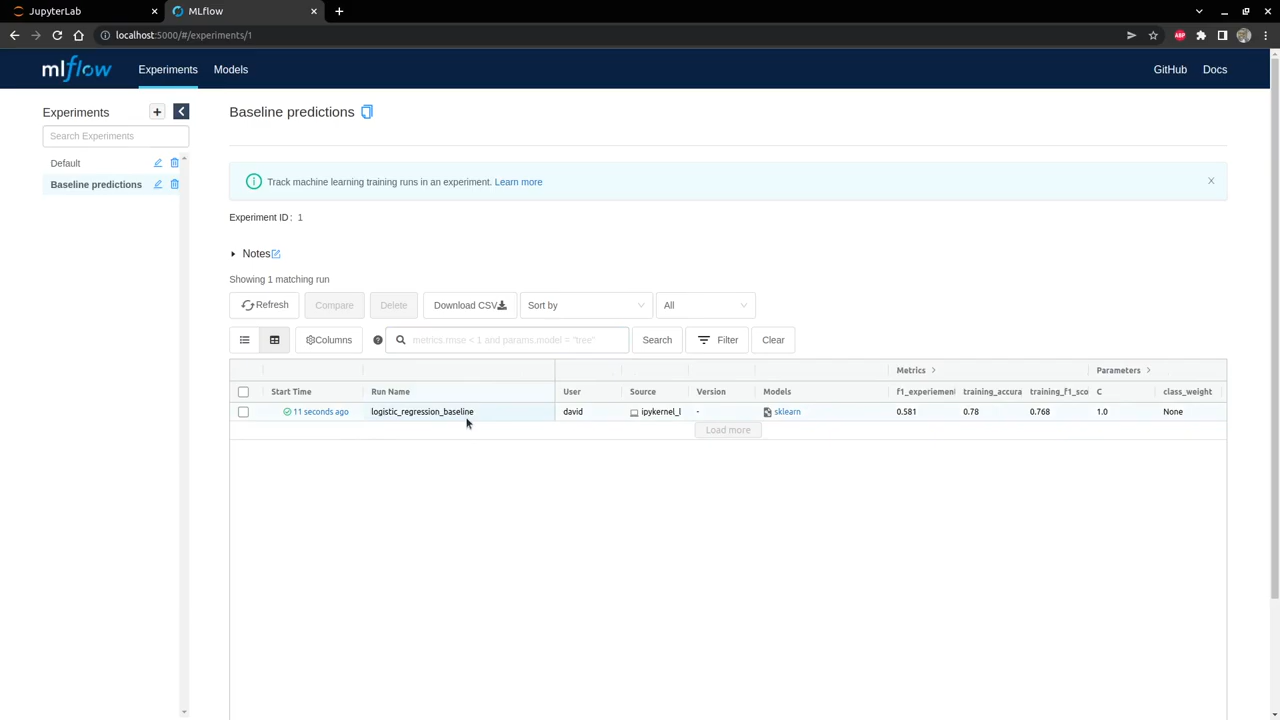 JupyterLab
MLflow
localhost:5000/#/experiments/1
ABP
mlflow Experiments Models GitHub Docs
Experiments
Search Experiments
Default
Baseline predictions
Baseline predictions
Track machine learning training runs in an experiment. Learn more
Experiment ID: 1
Notes
Showing 1 matching run
Refresh Compare Delete Download CSV Sort by All
Columns metrics.rmse < 1 and params.model = "tree" Search Filter Clear
Metrics Parameters
Start Time Run Name User Source Version Models f1_experiement training_accura training_f1_sco C class_weight
11 seconds ago logistic_regression_baseline david ipykernel_l - sklearn 0.581 0.78 0.768 1.0 None
Load more